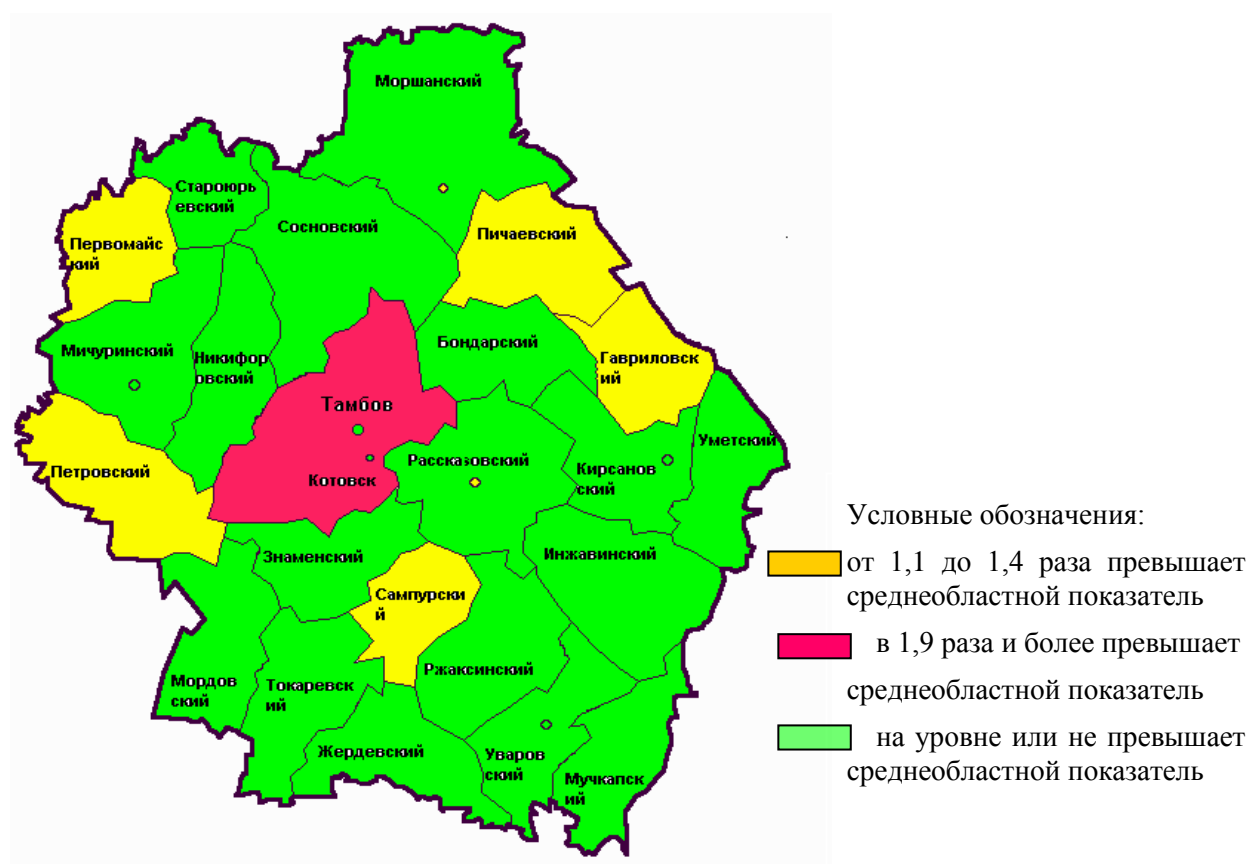 Моршанский
Староюрь
евский
Сосновский
Пичаевский
Первомайс
кий
Мичуринский
Никифор
овский
Бондарский
Гавриловск
ий
Тамбов
Уметский
Петровский
Котовск
Рассказовский
Кирсанов
ский
Знаменский
Инжавинский
Сампурски
й
Мордов
ский
Токаревск
ий
Ржаксинский
Жердевский
Уваров
ский
Мучкапск
ий
Условные обозначения:
от 1,1 до 1,4 раза превышает
среднеобластной показатель
в 1,9 раза и более превышает
среднеобластной показатель
на уровне или не превышает
среднеобластной показатель